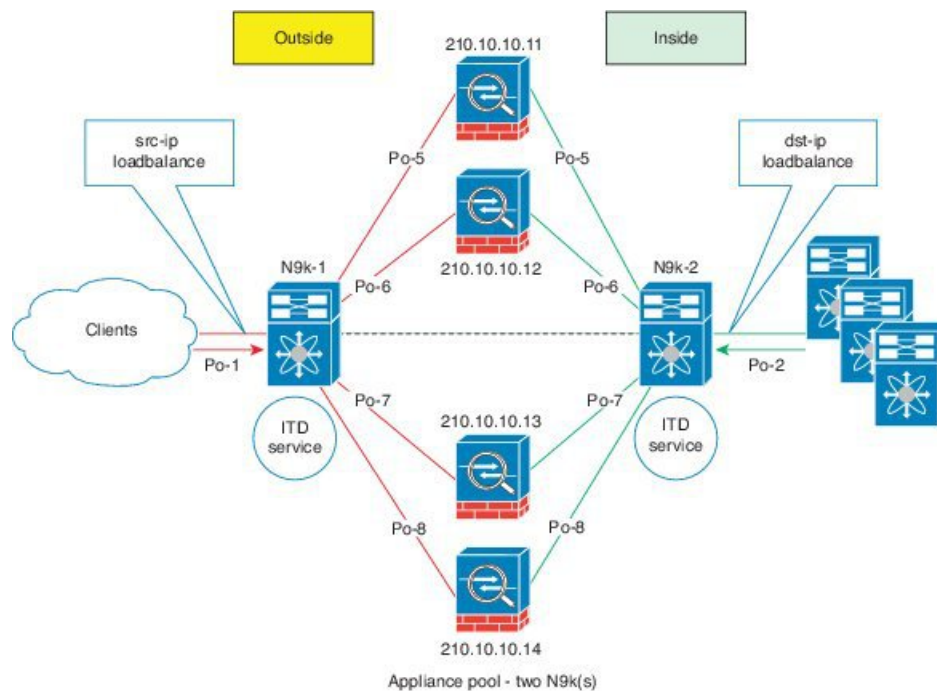 Outside
210.10.10.11
Inside
src-ip
loadbalance
Po-5
Po-5
dst-ip
loadbalance
N9k-1
Po-6
210.10.10.12
Po-6
N9k-2
Clients
Po-1
Po-2
Po-7
210.10.10.13
Po-7
ITD
service
ITD
service
Po-8
Po-8
210.10.10.14
Appliance pool - two N9k(s)